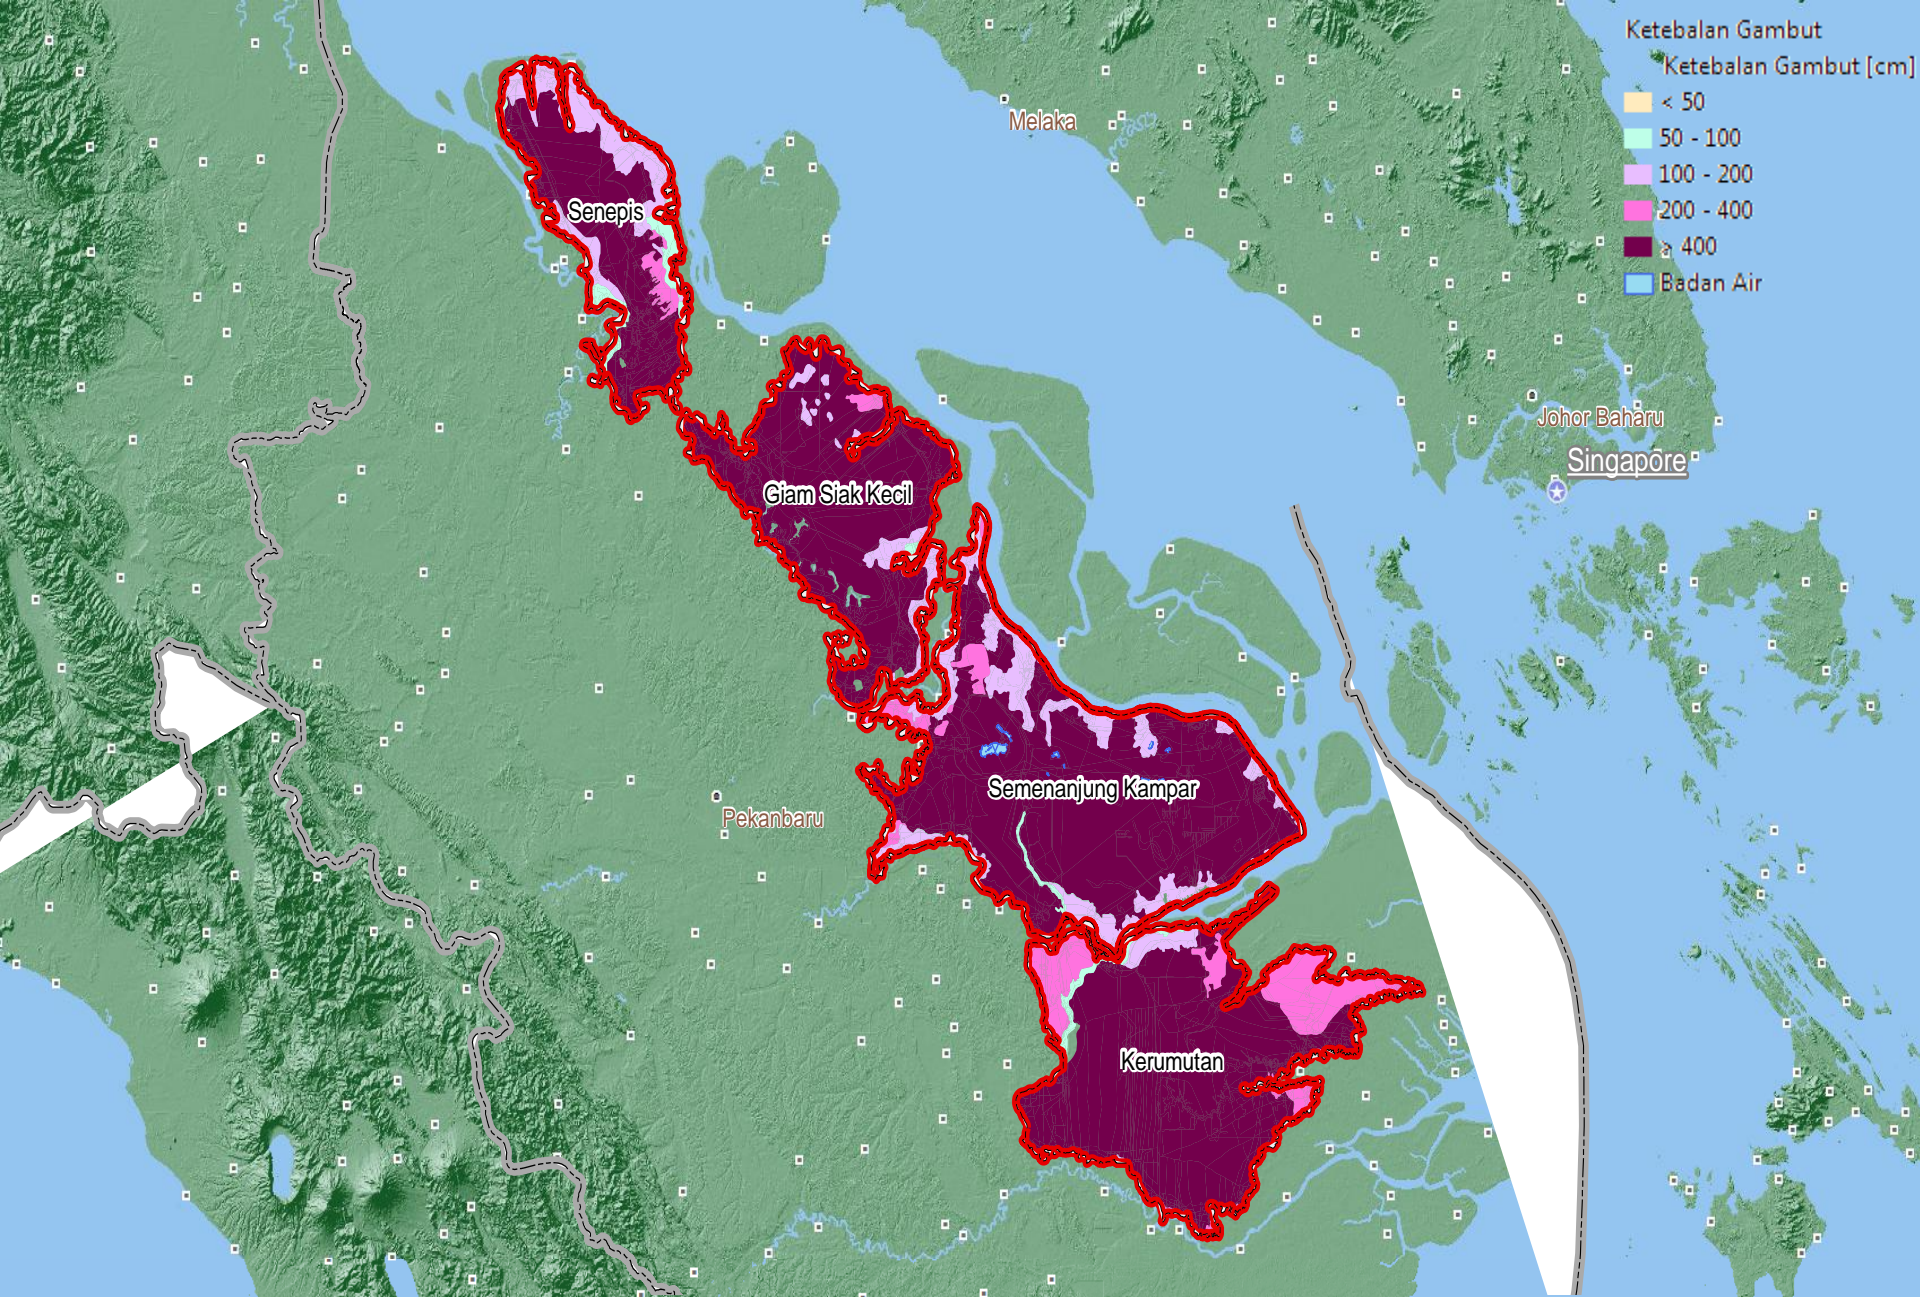 Ketebalan Gambut
Ketebalan Gambut [cm]
< 50
50 - 100
100 - 200
200 - 400
≥ 400
Badan Air
Melaka
Senepis
Johor Baharu
Singapore
Giam Siak Kecil
Semenanjung Kampar
Pekanbaru
Kerumutan